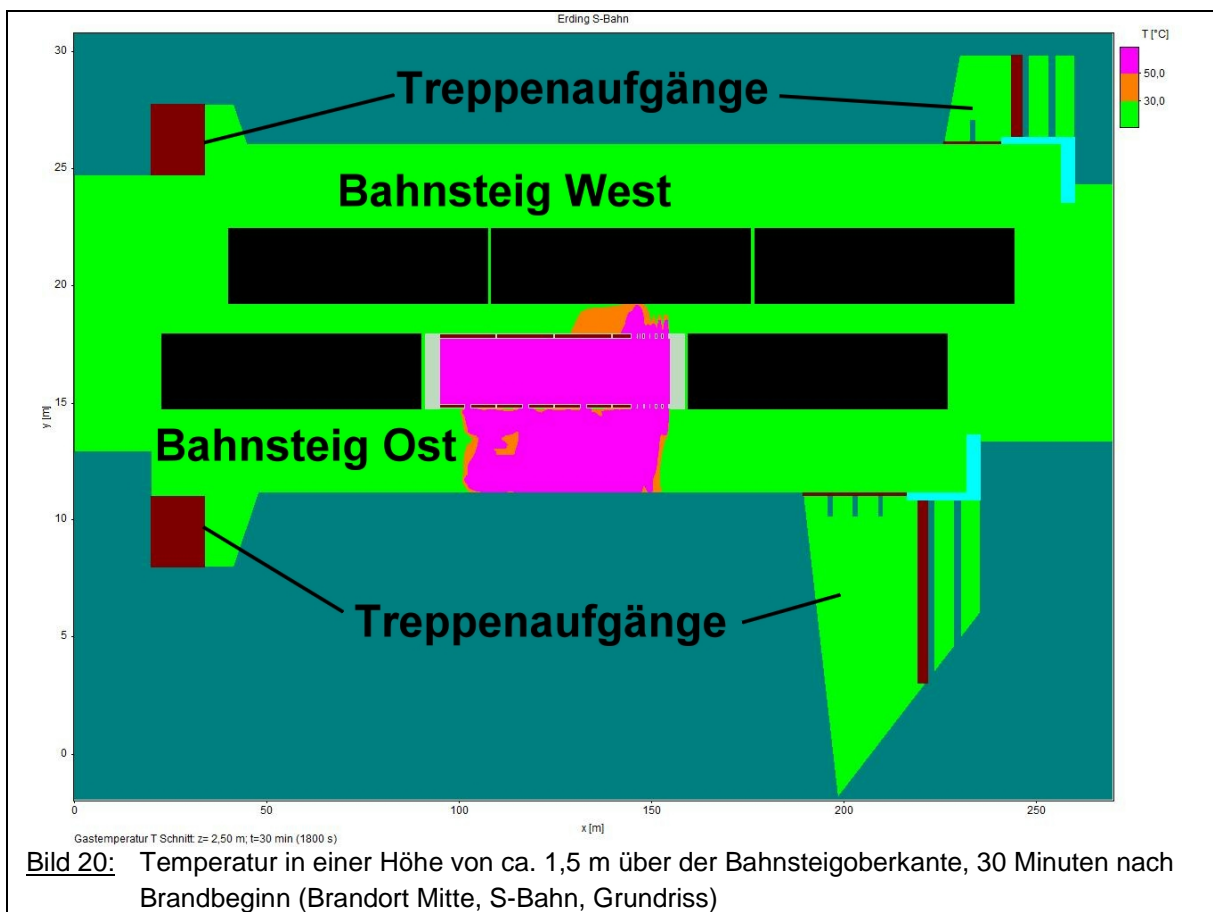 Erding S-Bahn
T [°C]
50,0
30,0
30
25
20
15
10
5
0
y [m]
Treppenaufgänge
Bahnsteig West
Bahnsteig Ost
Treppenaufgänge
0
50
100
150
200
250
x [m]
Gastemperatur T Schnitt: z= 2,50 m; t=30 min (1800 s)
Bild 20: Temperatur in einer Höhe von ca. 1,5 m über der Bahnsteigoberkante, 30 Minuten nach
Brandbeginn (Brandort Mitte, S-Bahn, Grundriss)